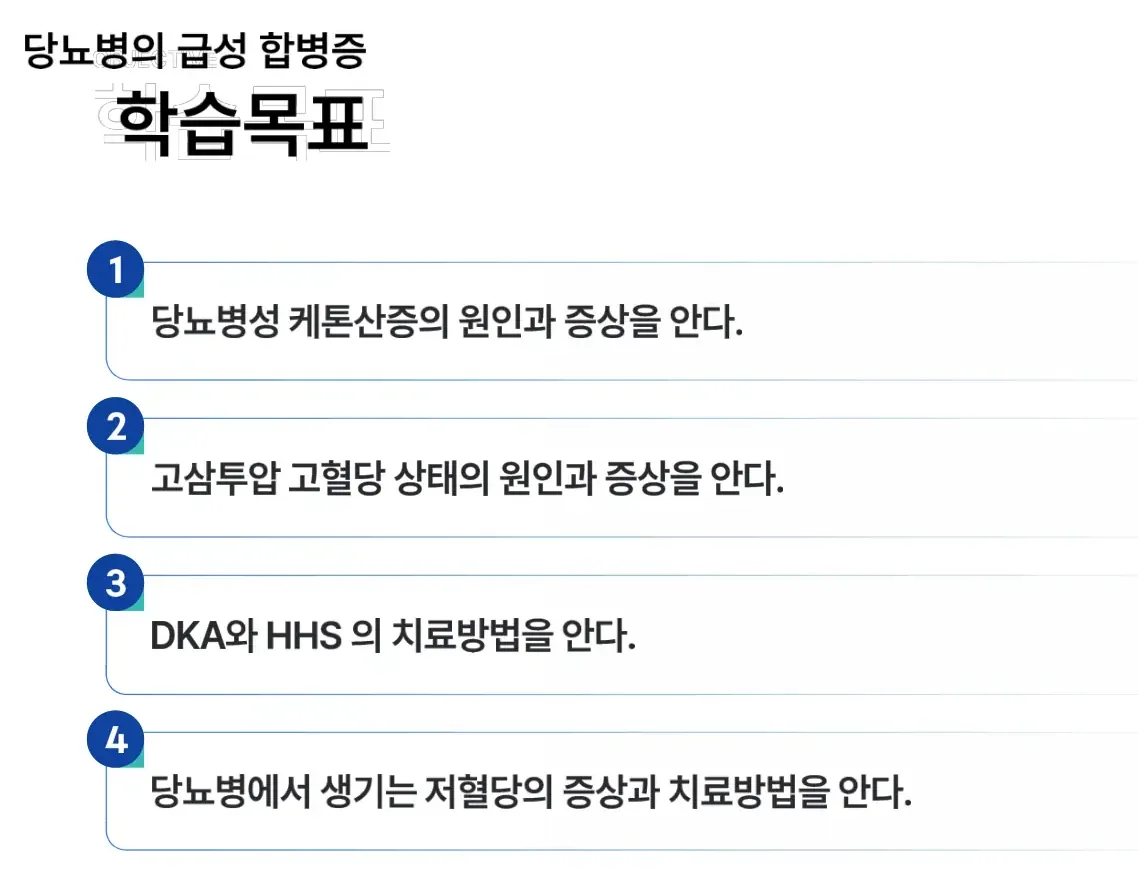 당뇨병의 급성 합병증
OBJECTIVE
학습목표
1
당뇨병성 케톤산증의 원인과 증상을 안다.
2
고삼투압 고혈당 상태의 원인과 증상을 안다.
3
DKA와 HHS 의 치료방법을 안다.
4
당뇨병에서 생기는 저혈당의 증상과 치료방법을 안다.